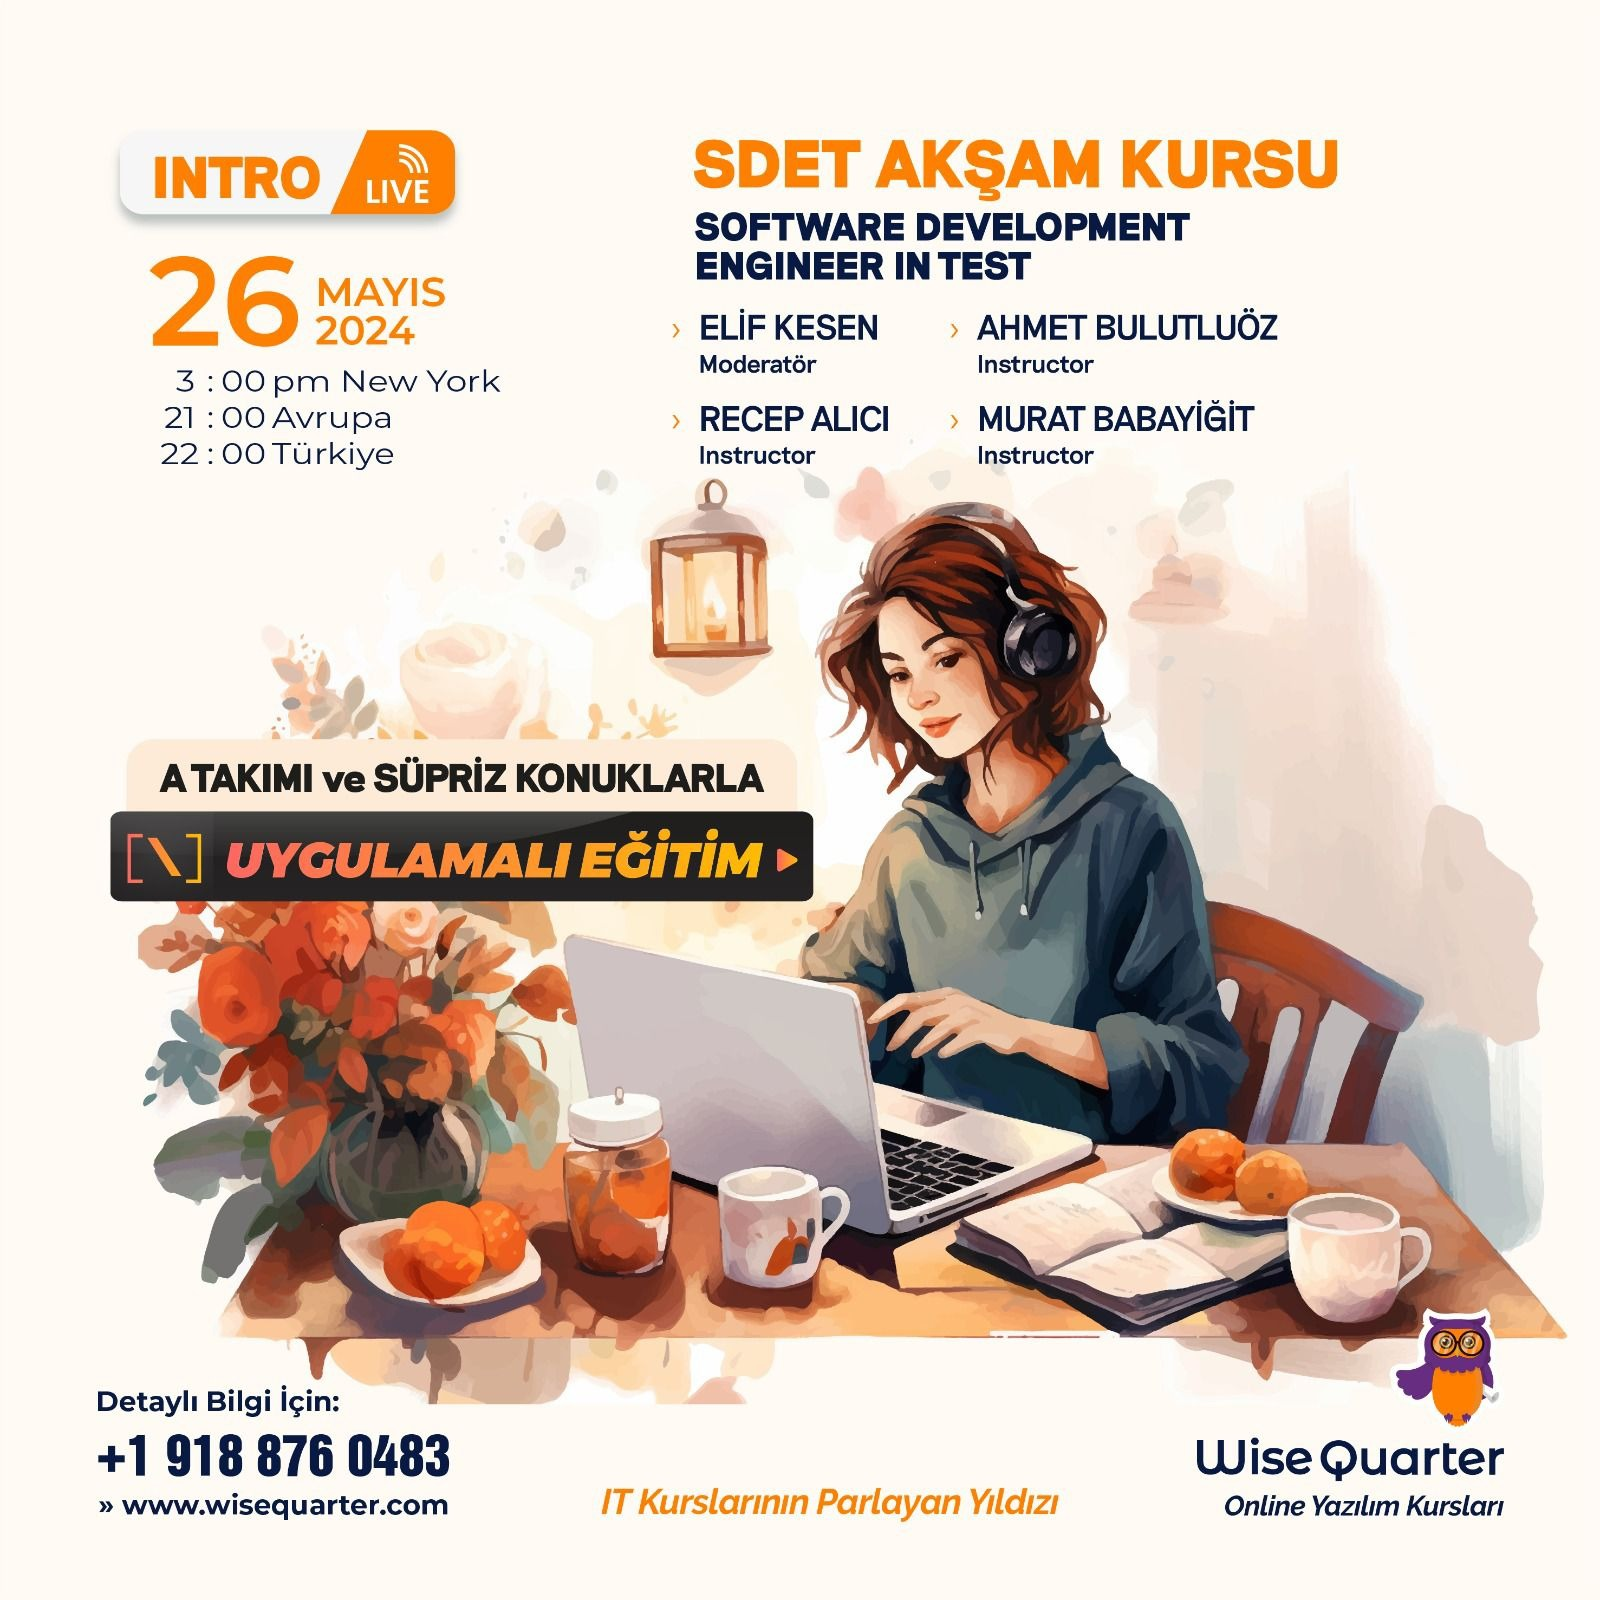 INTRO LIVE
26 MAYIS
2024
3 : 00 pm New York
21 : 00 Avrupa
22 : 00 Türkiye
SDET AKŞAM KURSU
SOFTWARE DEVELOPMENT
ENGINEER IN TEST
› ELİF KESEN
Moderatör
› AHMET BULUTLUÖZ
Instructor
› RECEP ALICI
Instructor
› MURAT BABAYİĞİT
Instructor
A TAKIMI ve SÜPRİZ KONUKLARLA
[\] UYGULAMALI EĞİTİM
Detaylı Bilgi İçin:
+1 918 876 0483
» www.wisequarter.com
IT Kurslarının Parlayan Yıldızı
Wise Quarter
Online Yazılım Kursları